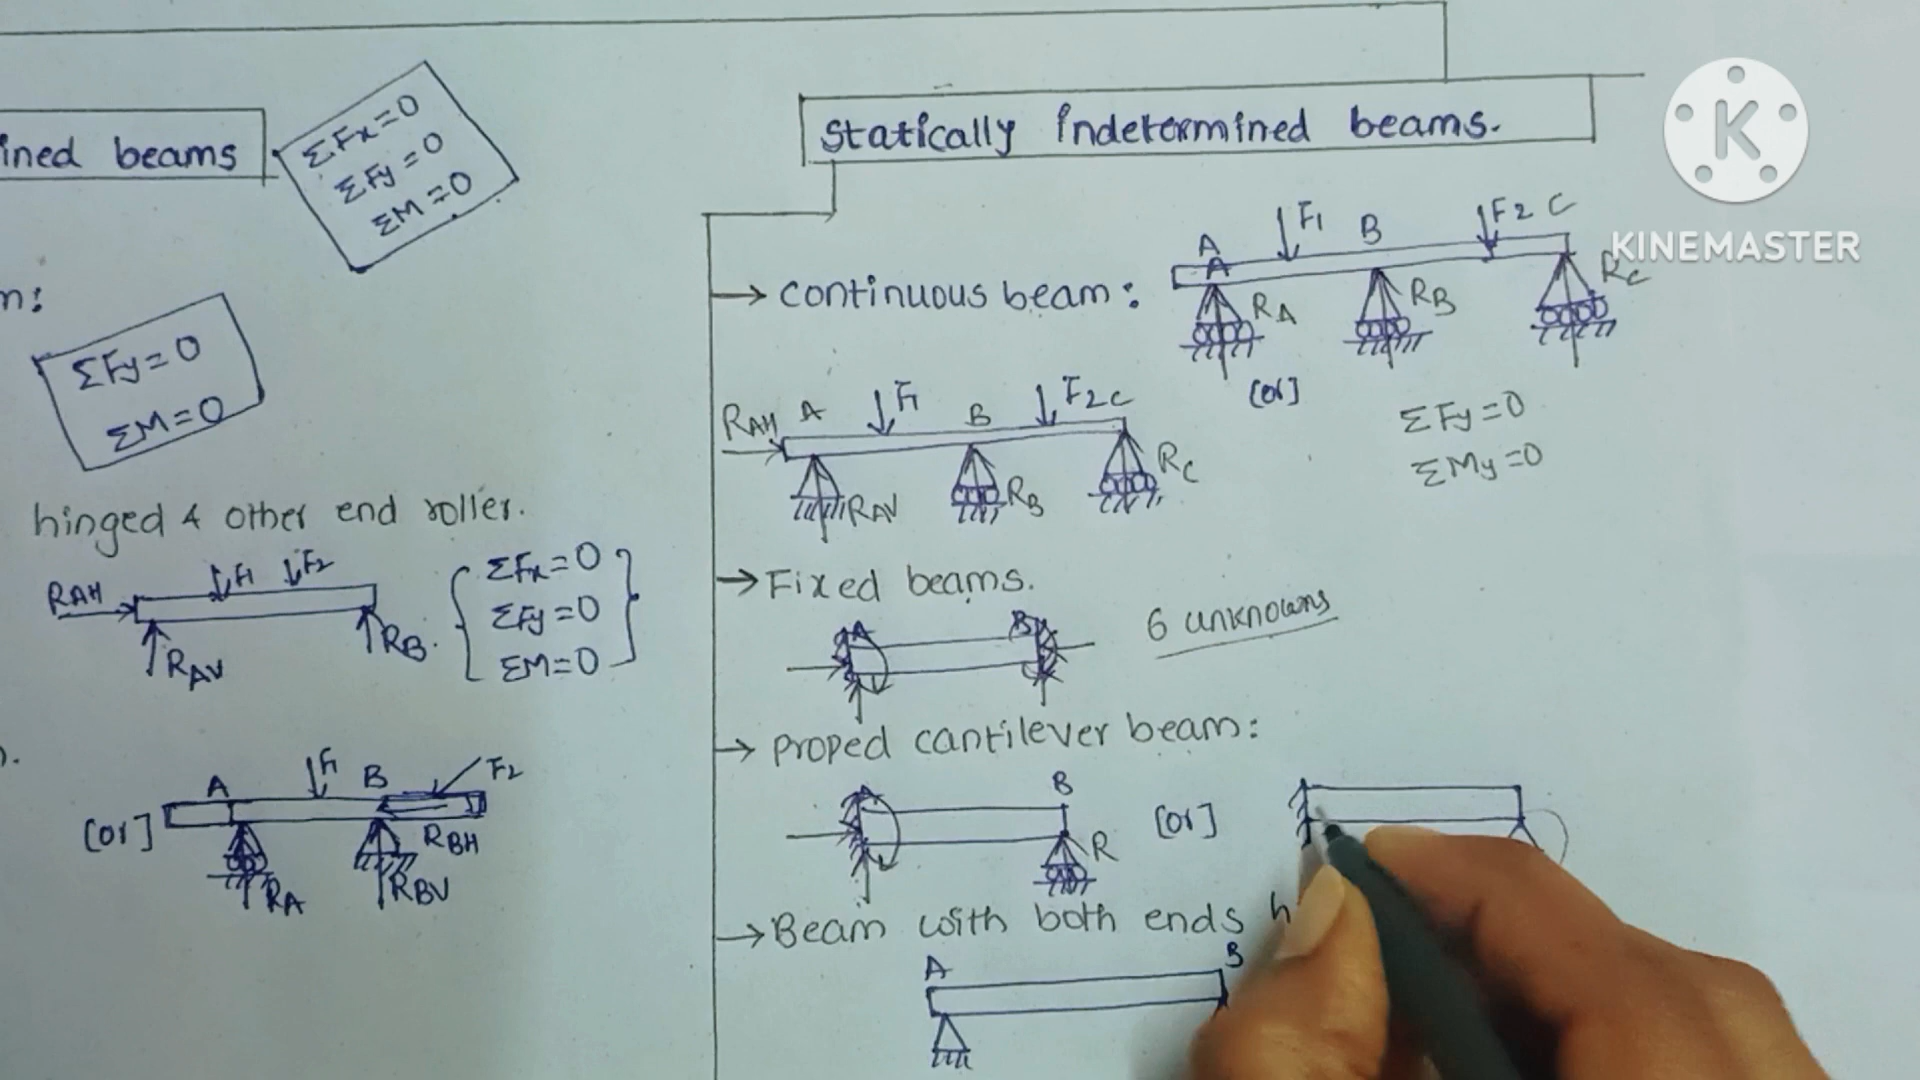 ined beams
ΣFx=0
ΣFy=0
ΣM=0
n:
ΣFy=0
ΣM=0
hinged & other end roller.
RAH
F1
F2
RAV
RB.
ΣFx=0
ΣFy=0
ΣM=0
).
[or]
A
F1
B
F2
RA
RBV
RBH
Statically indetermined beams.
→ continuous beam:
A
A
F1
B
F2
C
RA
RB
RC
[or]
RAH
A
F1
B
F2
C
RAV
RB
RC
ΣFy=0
ΣMy=0
→ Fixed beams.
A
B
6 unknowns
→ proped cantilever beam:
A
B
R
[or]
→ Beam with both ends h
A
B
K
KINEMASTER